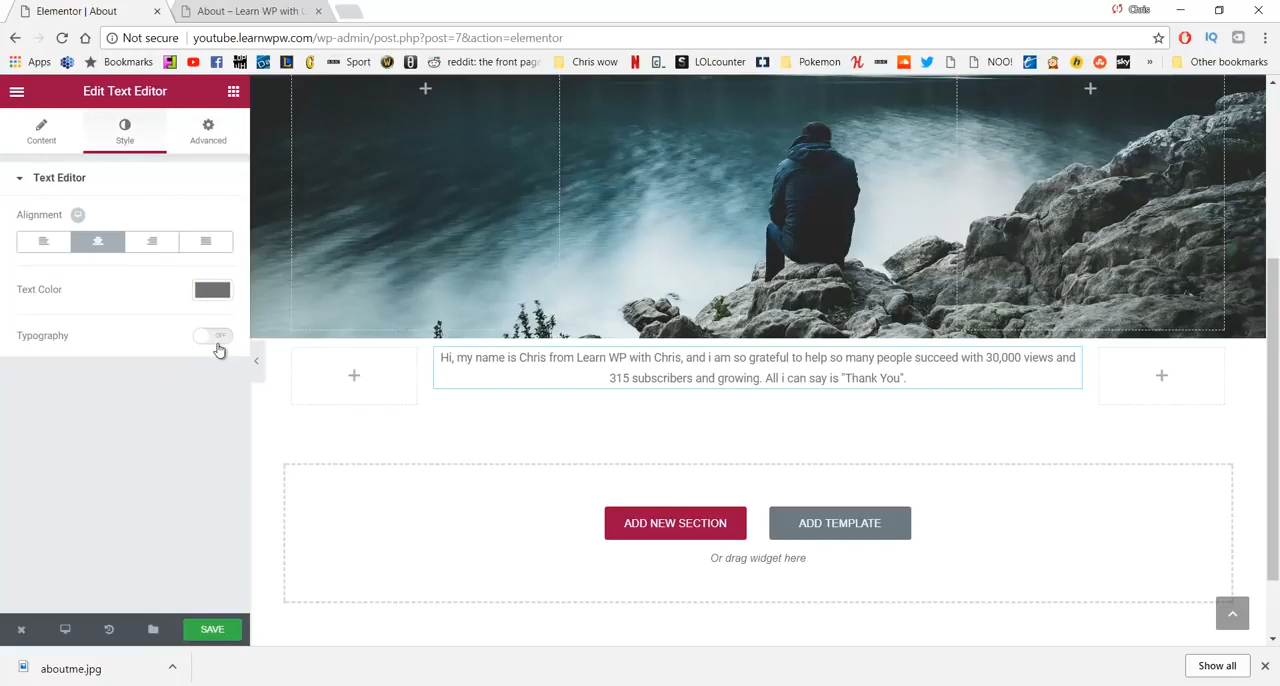 Elementor | About
About – Learn WP with C
Chris
Not secure
youtube.learnwpw.com/wp-admin/post.php?post=7&action=elementor
Apps
Bookmarks
Sport
reddit: the front pag
Chris wow
LOLcounter
Pokemon
NOO!
sky
»
Other bookmarks
Edit Text Editor
Content
Style
Advanced
Text Editor
Alignment
Text Color
Typography
OFF
Hi, my name is Chris from Learn WP with Chris, and i am so grateful to help so many people succeed with 30,000 views and
315 subscribers and growing. All i can say is "Thank You".
ADD NEW SECTION
ADD TEMPLATE
Or drag widget here
SAVE
aboutme.jpg
Show all